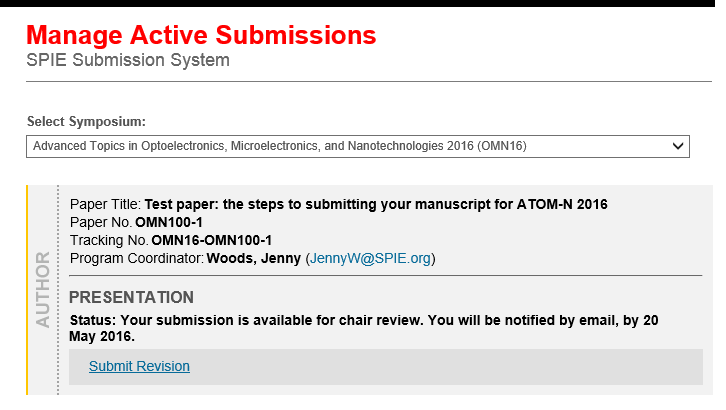 Manage Active Submissions
SPIE Submission System
Select Symposium:
Advanced Topics in Optoelectronics, Microelectronics, and Nanotechnologies 2016 (OMN16)
AUTHOR
Paper Title: Test paper: the steps to submitting your manuscript for ATOM-N 2016
Paper No. OMN100-1
Tracking No. OMN16-OMN100-1
Program Coordinator: Woods, Jenny (JennyW@SPIE.org)
PRESENTATION
Status: Your submission is available for chair review. You will be notified by email, by 20
May 2016.
Submit Revision